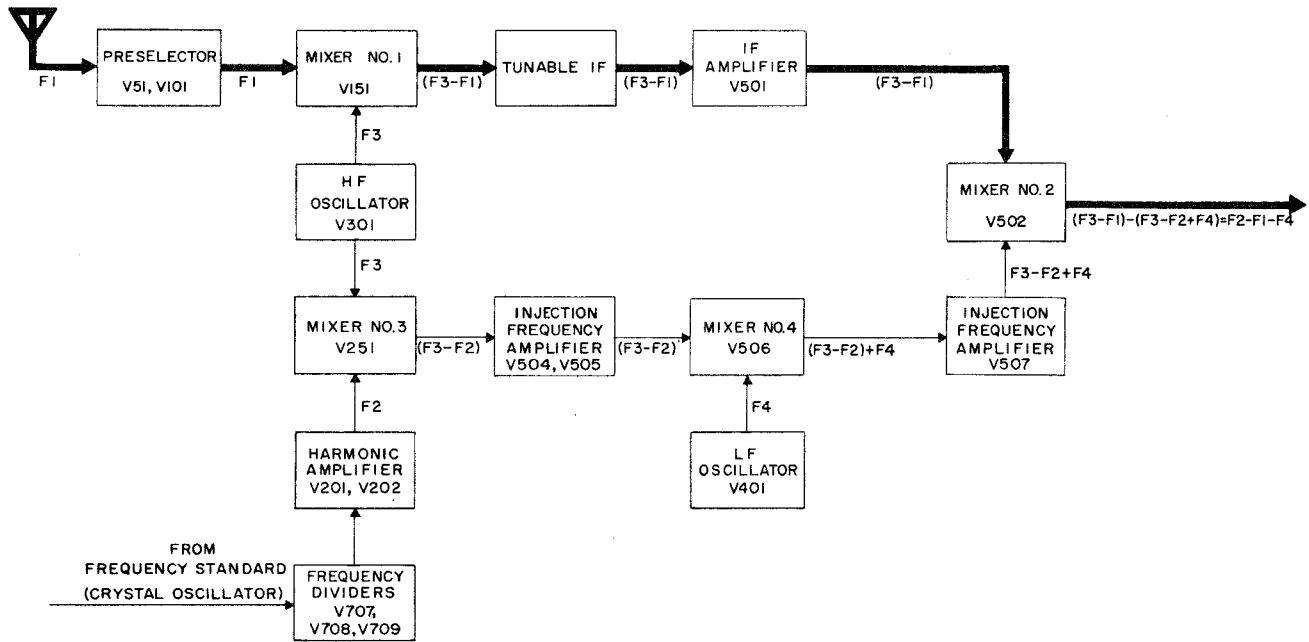 PRESELECTOR
V51, V101
MIXER NO. 1
V151
TUNABLE IF
IF
AMPLIFIER
V501
F1
F1
(F3-F1)
(F3-F1)
(F3-F1)
F3
HF
OSCILLATOR
V301
F3
MIXER NO. 2
V502
(F3-F1)-(F3-F2+F4)=F2-F1-F4
F3-F2+F4
MIXER NO. 3
V251
(F3-F2)
INJECTION
FREQUENCY
AMPLIFIER
V504, V505
(F3-F2)
MIXER NO. 4
V506
(F3-F2)+F4
INJECTION
FREQUENCY
AMPLIFIER
V507
F2
F4
HARMONIC
AMPLIFIER
V201, V202
LF
OSCILLATOR
V401
FROM
FREQUENCY STANDARD
(CRYSTAL OSCILLATOR)
FREQUENCY
DIVIDERS
V707,
V708, V709